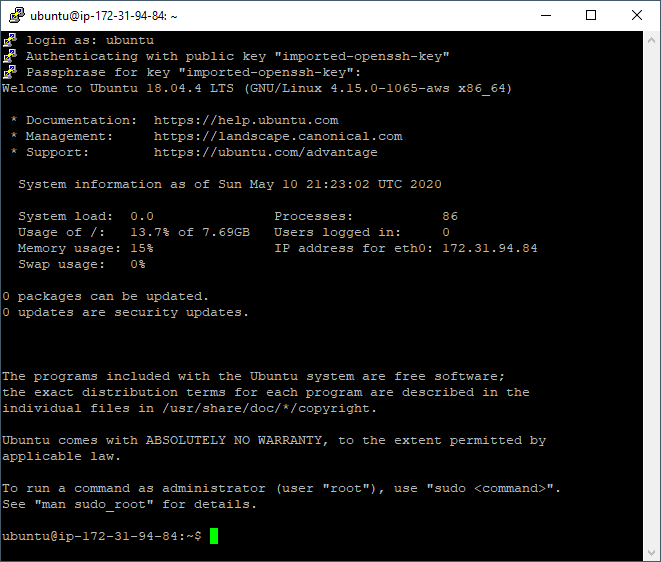 ubuntu@ip-172-31-94-84: ~
login as: ubuntu
Authenticating with public key "imported-openssh-key"
Passphrase for key "imported-openssh-key":
Welcome to Ubuntu 18.04.4 LTS (GNU/Linux 4.15.0-1065-aws x86_64)
* Documentation:  https://help.ubuntu.com
* Management:     https://landscape.canonical.com
* Support:        https://ubuntu.com/advantage
System information as of Sun May 10 21:23:02 UTC 2020
System load:  0.0               Processes:           86
Usage of /:   13.7% of 7.69GB   Users logged in:     0
Memory usage: 15%               IP address for eth0: 172.31.94.84
Swap usage:   0%
0 packages can be updated.
0 updates are security updates.
The programs included with the Ubuntu system are free software;
the exact distribution terms for each program are described in the
individual files in /usr/share/doc/*/copyright.
Ubuntu comes with ABSOLUTELY NO WARRANTY, to the extent permitted by
applicable law.
To run a command as administrator (user "root"), use "sudo <command>".
See "man sudo_root" for details.
ubuntu@ip-172-31-94-84:~$